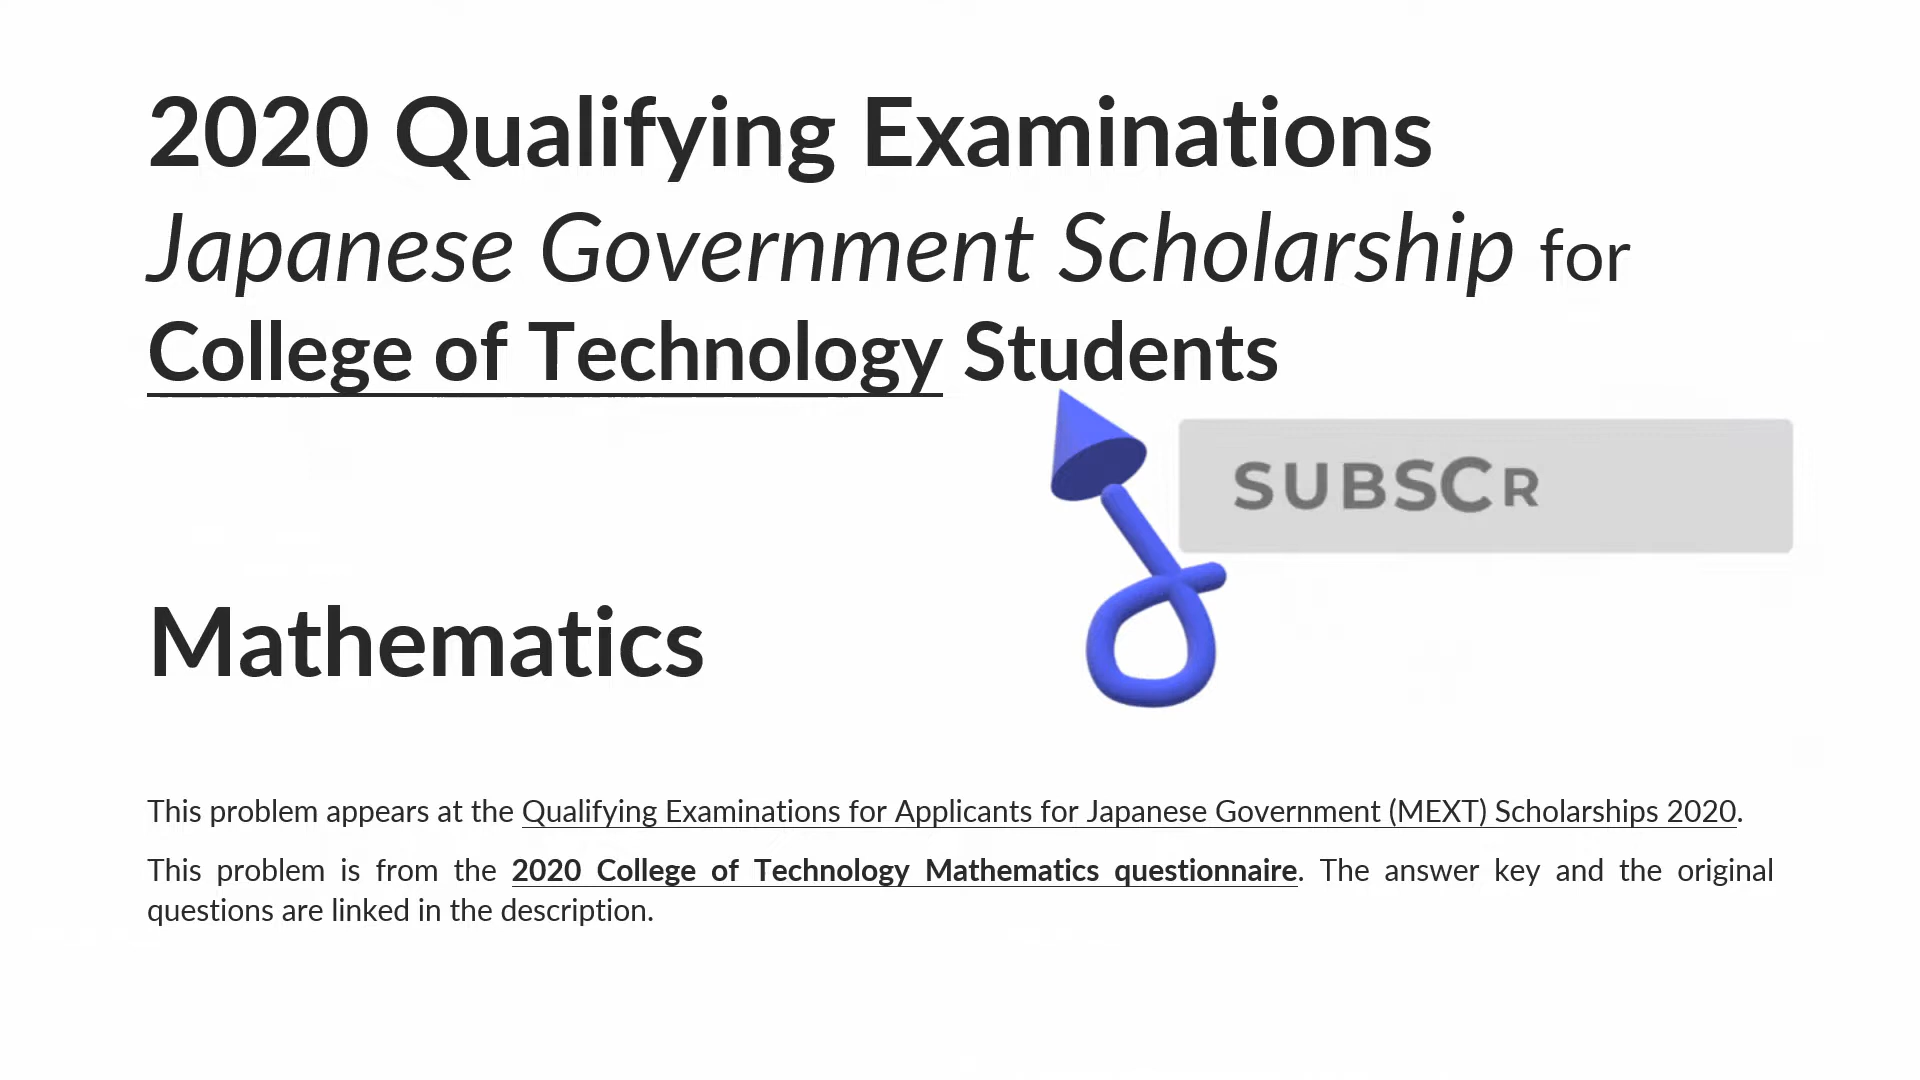 2020 Qualifying Examinations
Japanese Government Scholarship for
College of Technology Students
SUBSCR
Mathematics
This problem appears at the Qualifying Examinations for Applicants for Japanese Government (MEXT) Scholarships 2020.
This problem is from the 2020 College of Technology Mathematics questionnaire. The answer key and the original
questions are linked in the description.